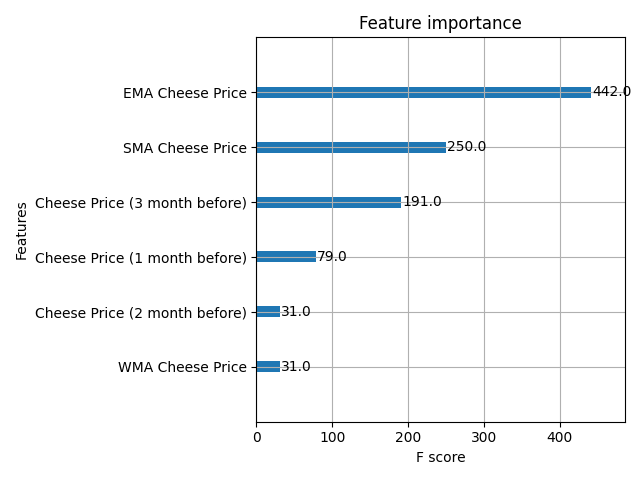 Feature importance
EMA Cheese Price
442.0
SMA Cheese Price
250.0
Cheese Price (3 month before)
191.0
Features
Cheese Price (1 month before)
79.0
Cheese Price (2 month before)
31.0
WMA Cheese Price
31.0
0 100 200 300 400
F score